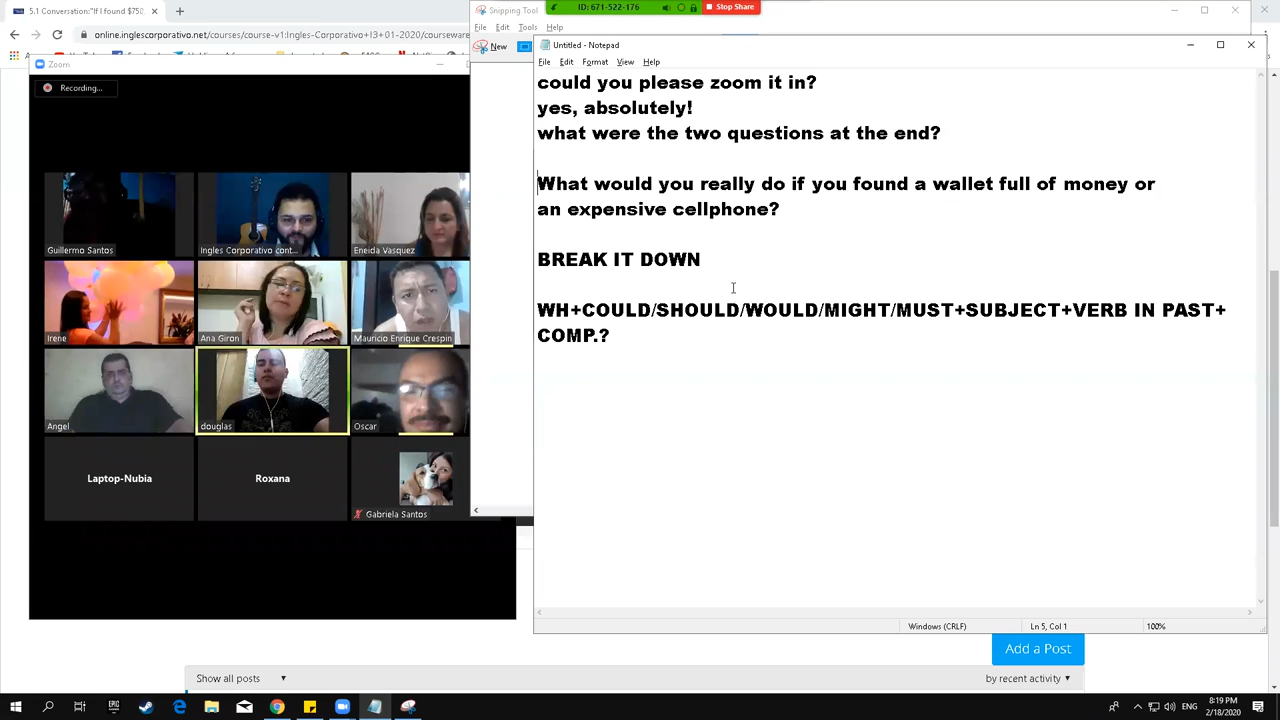 5.1 Conversation:"If I found $750
Snipping Tool
ID: 671-522-176
Stop Share
File Edit Tools Help
online.inglescorporativo.net/courses/course-v1:Ingles-Corporativo+I3+01-2020/courseware
New
Untitled - Notepad
File Edit Format View Help
Zoom
Recording...
could you please zoom it in?
yes, absolutely!
what were the two questions at the end?
What would you really do if you found a wallet full of money or
an expensive cellphone?
BREAK IT DOWN
WH+COULD/SHOULD/WOULD/MIGHT/MUST+SUBJECT+VERB IN PAST+
COMP.?
Guillermo Santos
Ingles Corporativo cont...
Eneida Vasquez
Irene
Ana Giron
Mauricio Enrique Crespin
Angel
douglas
Oscar
Laptop-Nubia
Roxana
Gabriela Santos
Windows (CRLF)
Ln 5, Col 1
100%
Add a Post
Show all posts
by recent activity
ENG
8:19 PM
2/18/2020